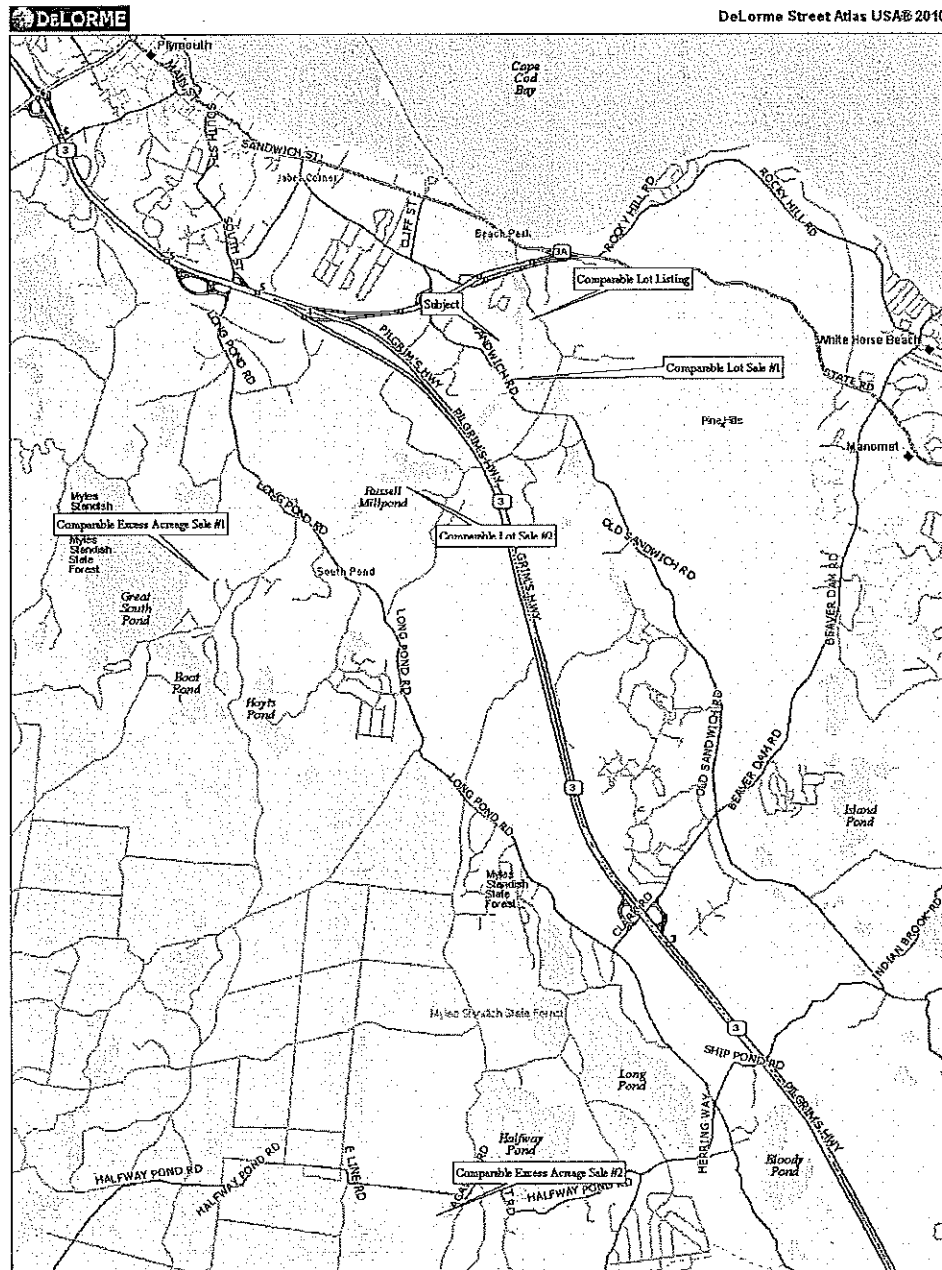 DELORME
DeLorme Street Atlas USA® 2010
Plymouth
MAIN ST
Cape
Cod
Bay
SOUTH ST
3
SANDWICH ST
Jabez Corner
ROCKY HILL RD
ROCKY HILL RD
CLIFF ST
SOUTH ST
Beach Park
3A
Comparable Lot Listing
Subject
LONG POND RD
PILGRIMS HWY
SANDWICH RD
White Horse Beach
Comparable Lot Sale #1
STATE RD
PILGRIMS HWY
Pine Hills
Manomet
LONG POND RD
Russell
Millpond
3
Myles
Standish
Comparable Excess Acreage Sale #1
Myles
Standish
State
Forest
Comparable Lot Sale #2
OLD SANDWICH RD
GRIMS HWY
South Pond
BEAVER DAM RD
Great
South
Pond
LONG POND RD
Boot
Pond
Hoyts
Pond
OLD SANDWICH RD
BEAVER DAM RD
3
LONG POND RD
Island
Pond
Myles
Standish
State
Forest
CLARK RD
INDIAN BROOK RD
Myles Standish State Forest
3
SHIP POND RD
Long
Pond
PILGRIMS HWY
HERRING WAY
Halfway
Pond
Bloody
Pond
HALFWAY POND RD
HALFWAY POND RD
E LINE RD
Comparable Excess Acreage Sale #2
HALFWAY POND RD